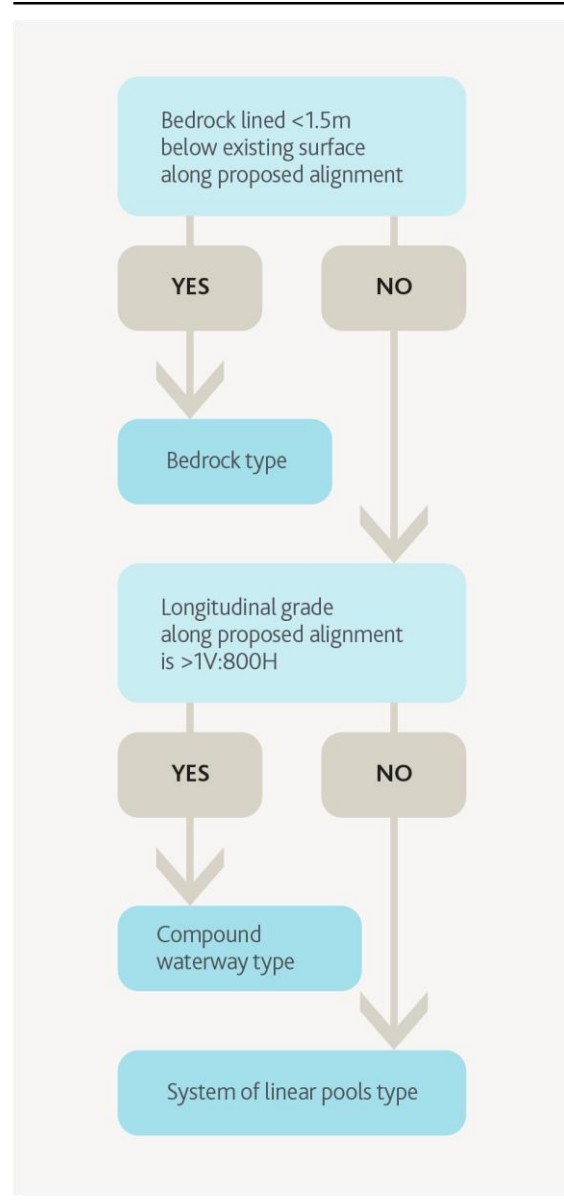 Bedrock lined <1.5m
below existing surface
along proposed alignment
YES
NO
Bedrock type
Longitudinal grade
along proposed alignment
is >1V:800H
YES
NO
Compound
waterway type
System of linear pools type